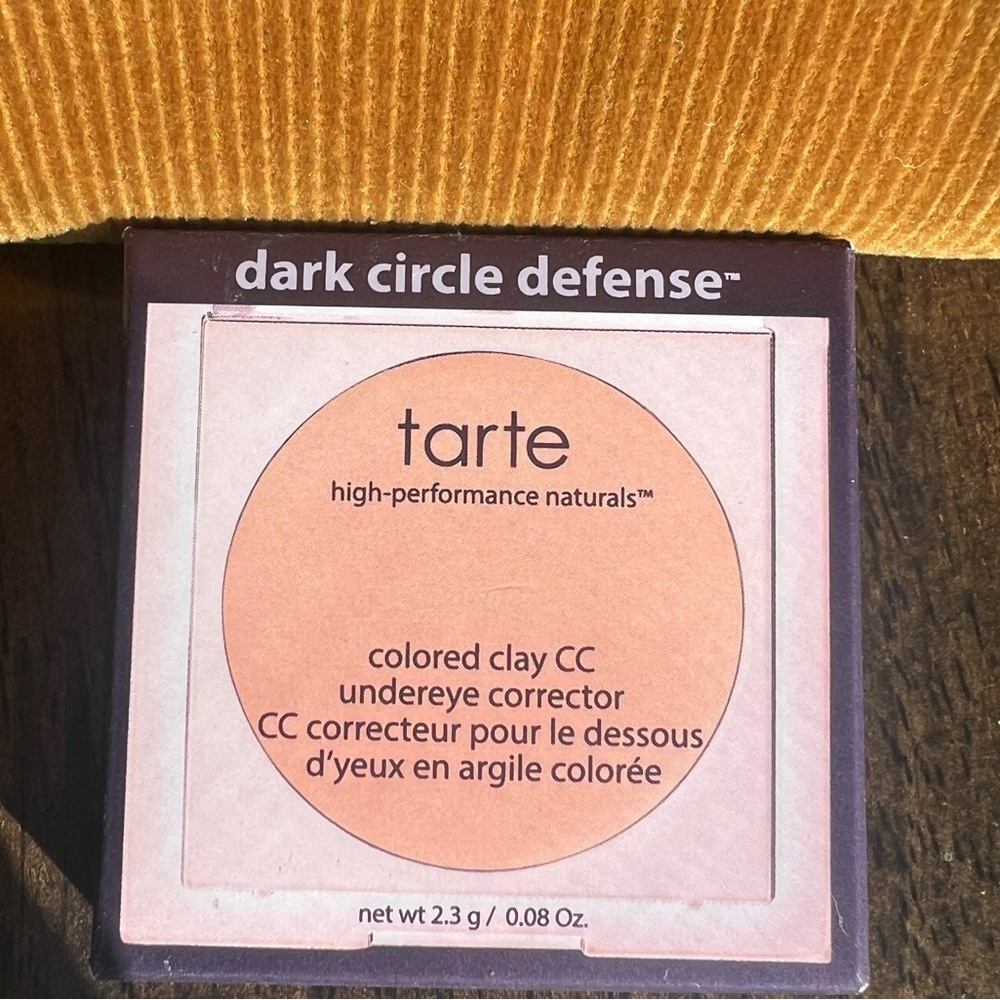 dark circle defense™
tarte
high-performance naturals™
colored clay CC
undereye corrector
CC correcteur pour le dessous
d'yeux en argile colorée
net wt 2.3 g / 0.08 Oz.